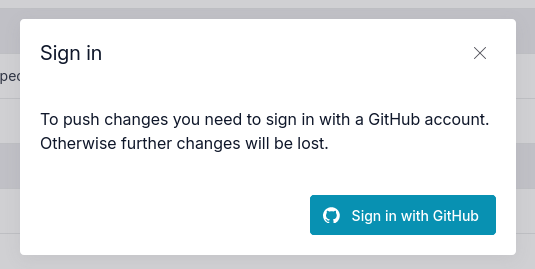 Sign in
To push changes you need to sign in with a GitHub account.
Otherwise further changes will be lost.
Sign in with GitHub